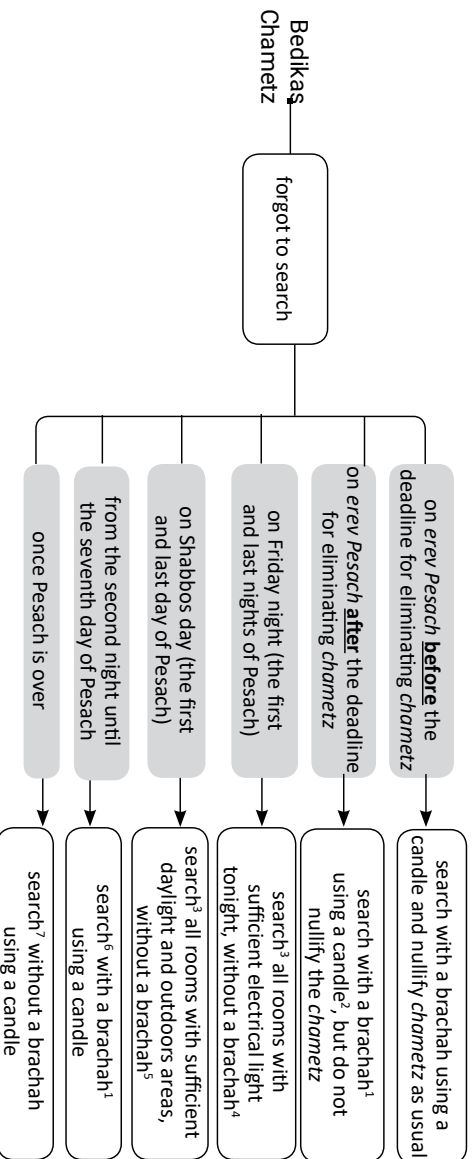 Bedikas
Chametz
forgot to search
on erev Pesach before the
deadline for eliminating chametz
search with a brachah using a
candle and nullify chametz as usual
on erev Pesach after the deadline
for eliminating chametz
search with a brachah¹
using a candle², but do not
nullify the chametz
on Friday night (the first
and last nights of Pesach)
search³ all rooms with
sufficient electrical light
tonight, without a brachah⁴
on Shabbos day (the first
and last day of Pesach)
search³ all rooms with sufficient
daylight and outdoors areas,
without a brachah⁵
from the second night until
the seventh day of Pesach
search⁶ with a brachah¹
using a candle
once Pesach is over
search⁷ without a brachah
using a candle